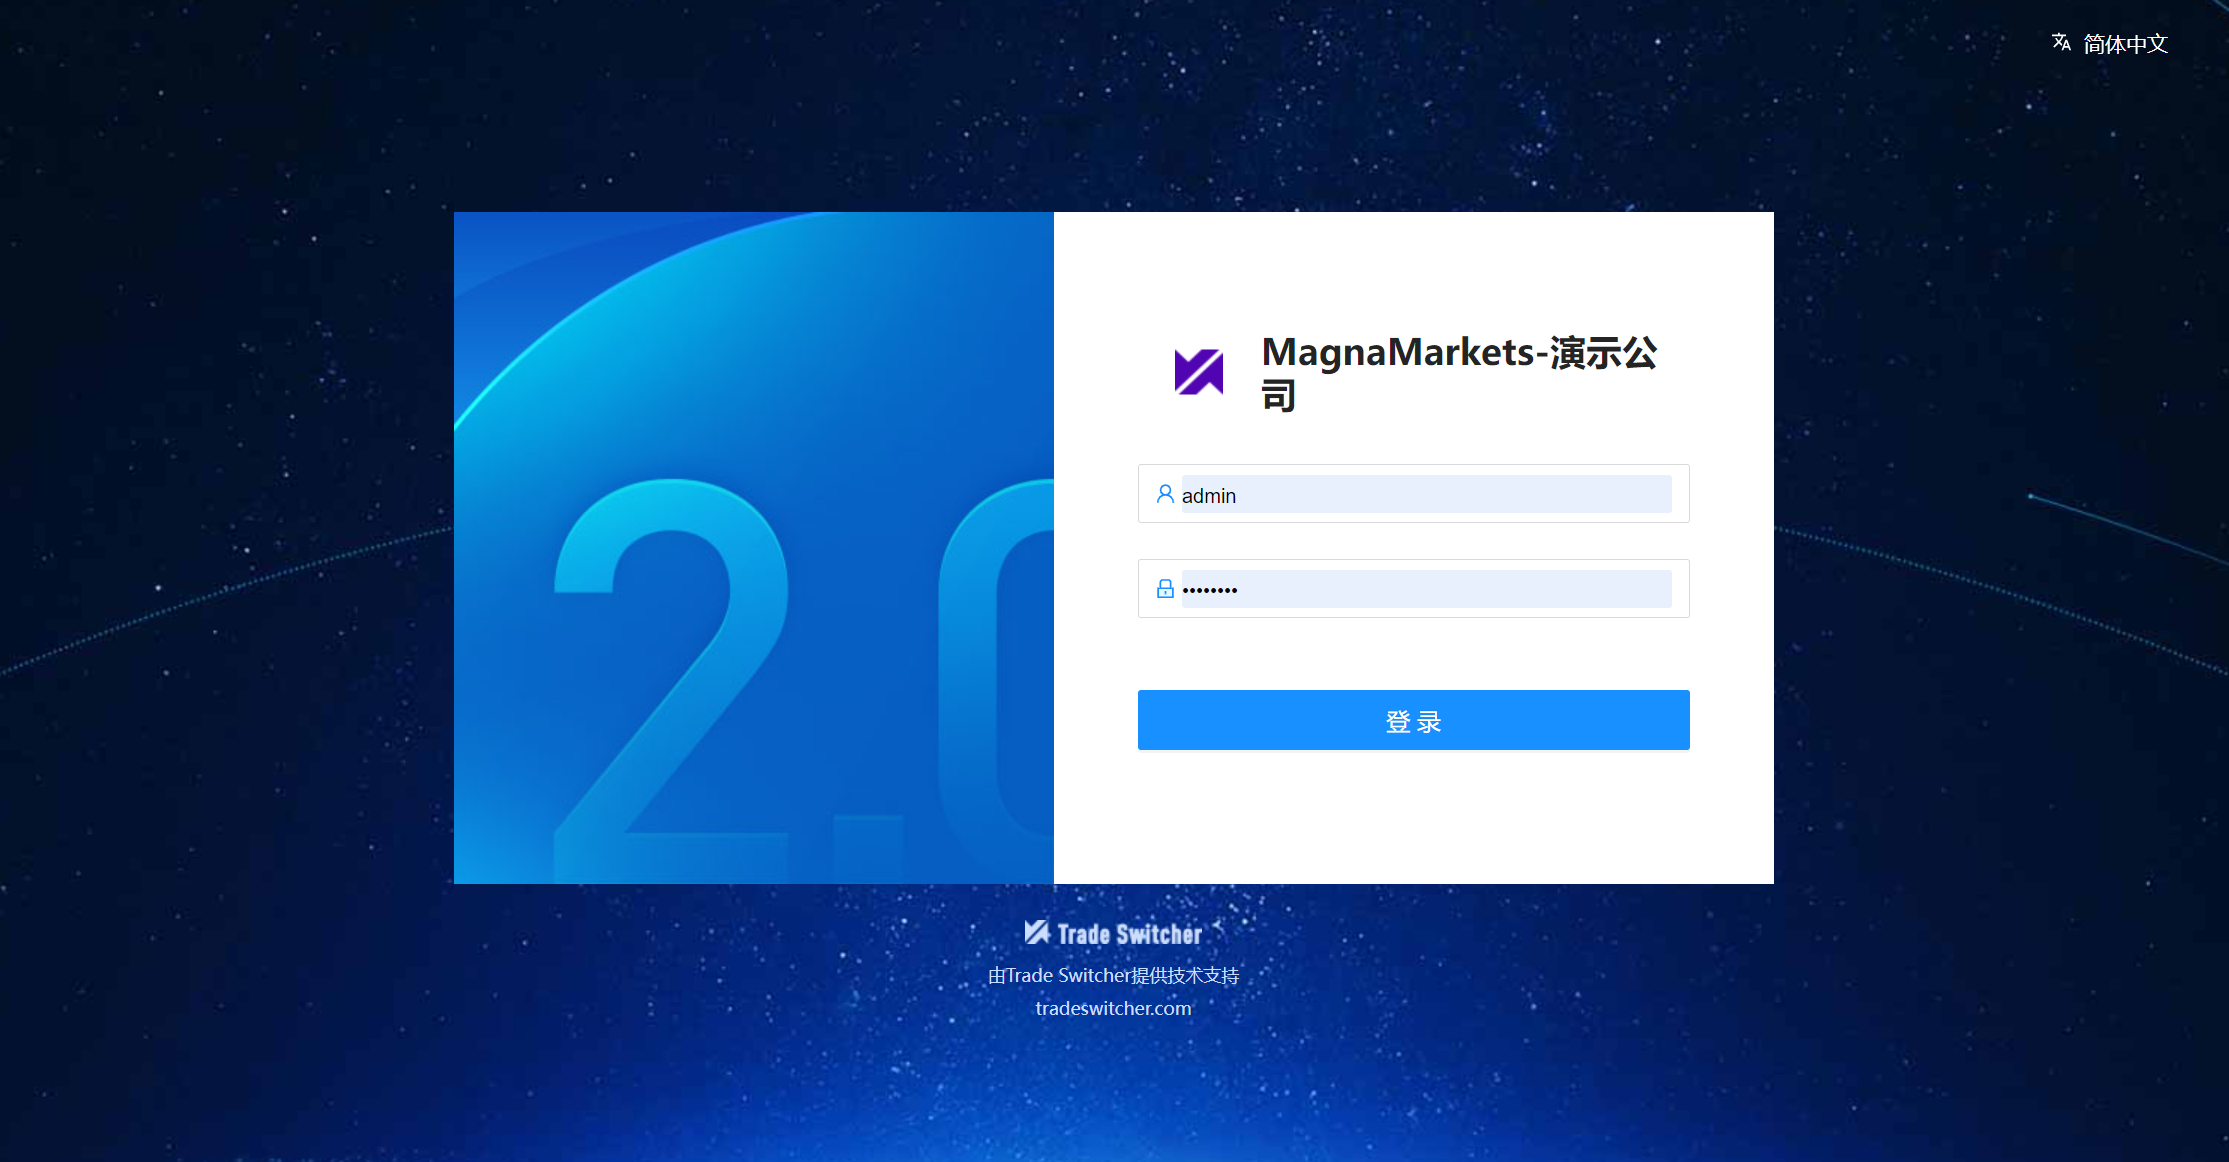 简体中文
2.0
MagnaMarkets-演示公
司
admin
••••••••
登录
Trade Switcher
由Trade Switcher提供技术支持
tradeswitcher.com